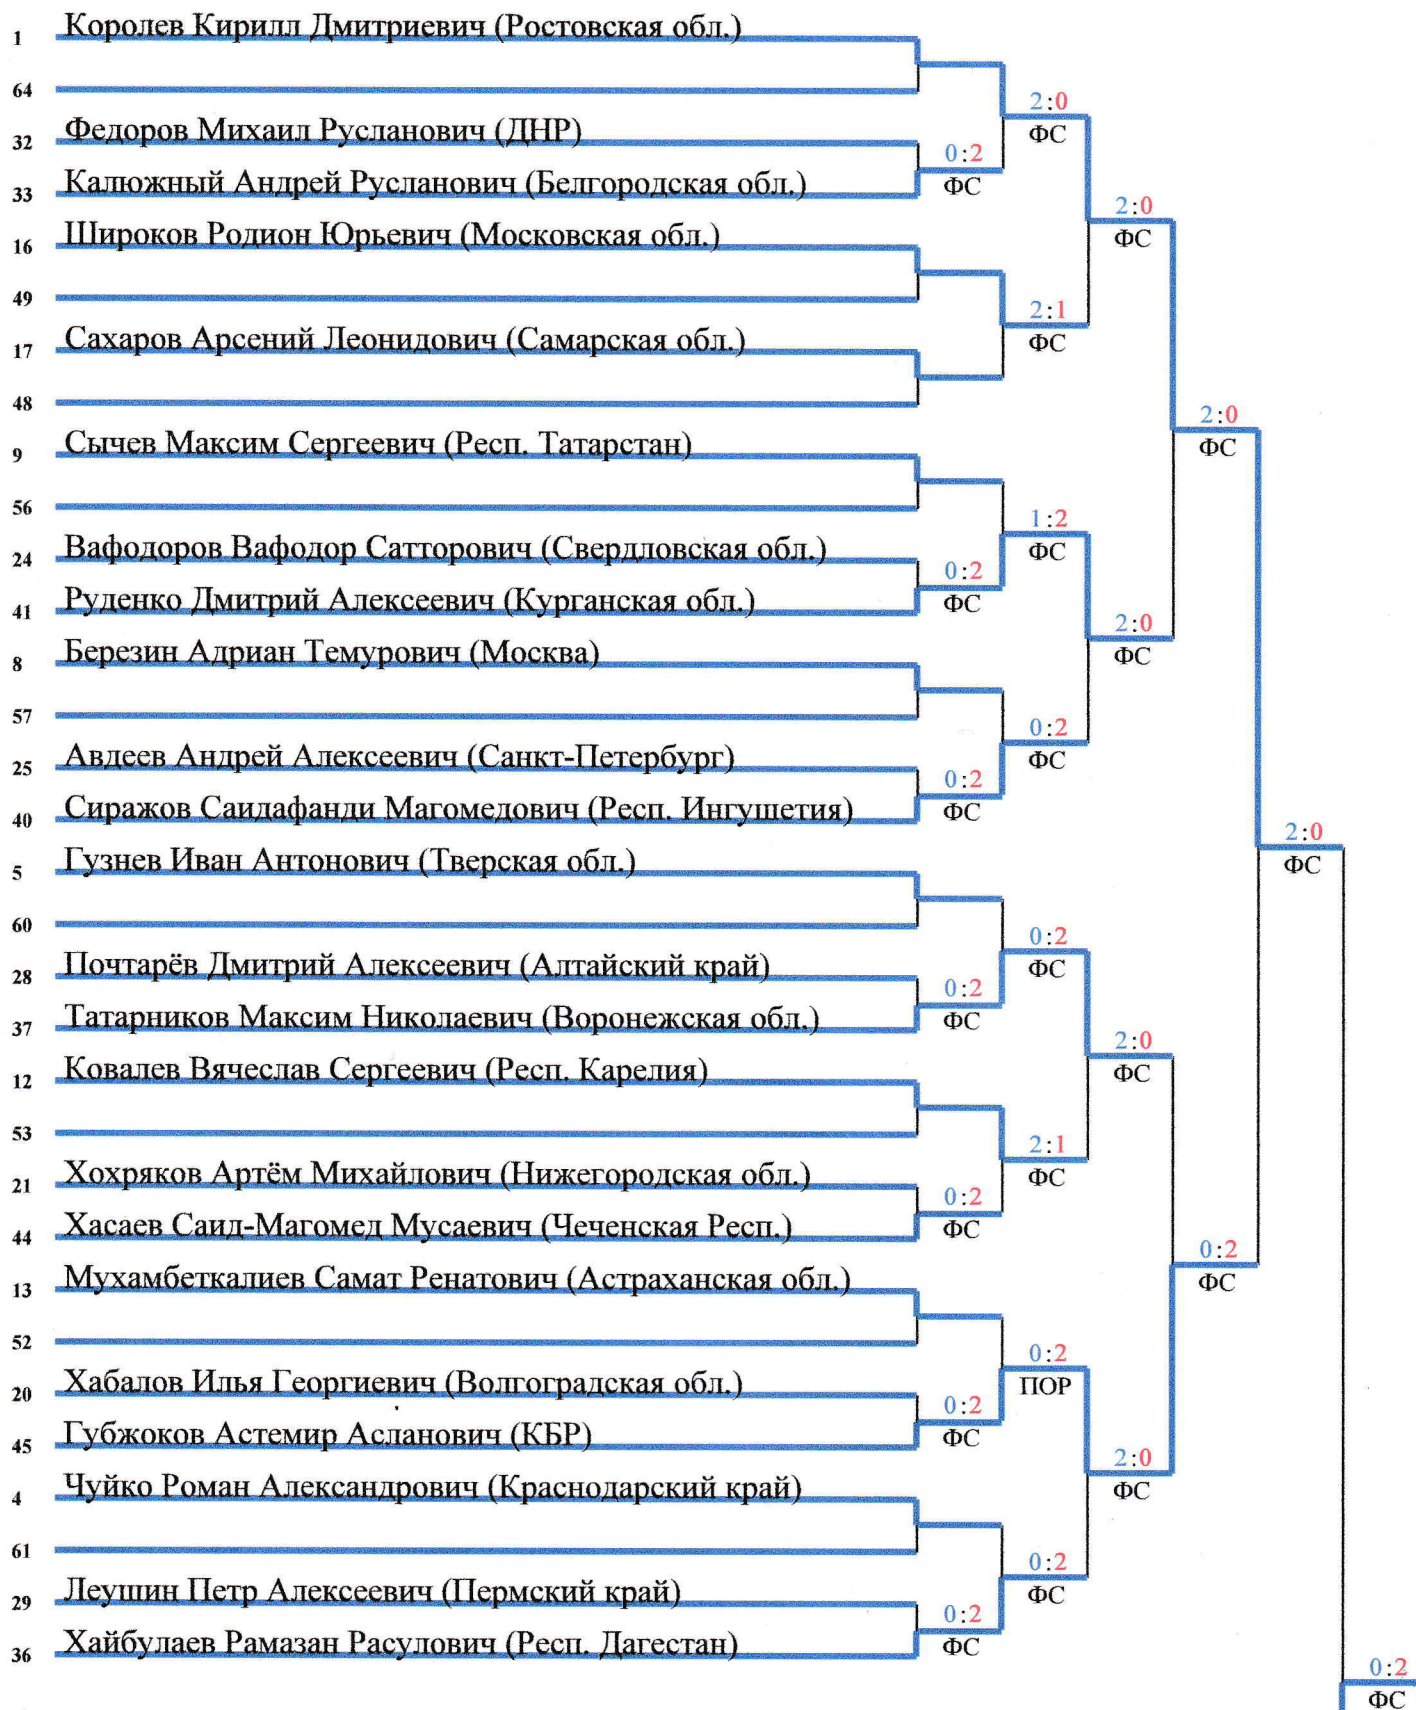 1 Королев Кирилл Дмитриевич (Ростовская обл.)
64
2:0
ФС
32 Федоров Михаил Русланович (ДНР)
0:2
ФС
33 Калюжный Андрей Русланович (Белгородская обл.)
2:0
ФС
16 Широков Родион Юрьевич (Московская обл.)
49
2:1
ФС
17 Сахаров Арсений Леонидович (Самарская обл.)
48
2:0
ФС
9 Сычев Максим Сергеевич (Респ. Татарстан)
56
1:2
ФС
24 Вафодоров Вафодор Сатторович (Свердловская обл.)
0:2
ФС
41 Руденко Дмитрий Алексеевич (Курганская обл.)
2:0
ФС
8 Березин Адриан Темурович (Москва)
57
0:2
ФС
25 Авдеев Андрей Алексеевич (Санкт-Петербург)
0:2
ФС
40 Сиражов Саидафанди Магомедович (Респ. Ингушетия)
2:0
ФС
5 Гузнев Иван Антонович (Тверская обл.)
60
0:2
ФС
28 Почтарёв Дмитрий Алексеевич (Алтайский край)
0:2
ФС
37 Татарников Максим Николаевич (Воронежская обл.)
2:0
ФС
12 Ковалев Вячеслав Сергеевич (Респ. Карелия)
53
2:1
ФС
21 Хохряков Артём Михайлович (Нижегородская обл.)
0:2
ФС
44 Хасаев Саид-Магомед Мусаевич (Чеченская Респ.)
0:2
ФС
13 Мухамбеткалиев Самат Ренатович (Астраханская обл.)
52
0:2
ПОР
20 Хабалов Илья Георгиевич (Волгоградская обл.)
0:2
ФС
45 Губжоков Астемир Асланович (КБР)
2:0
ФС
4 Чуйко Роман Александрович (Краснодарский край)
61
0:2
ФС
29 Леушин Петр Алексеевич (Пермский край)
0:2
ФС
36 Хайбулаев Рамазан Расулович (Респ. Дагестан)
0:2
ФС